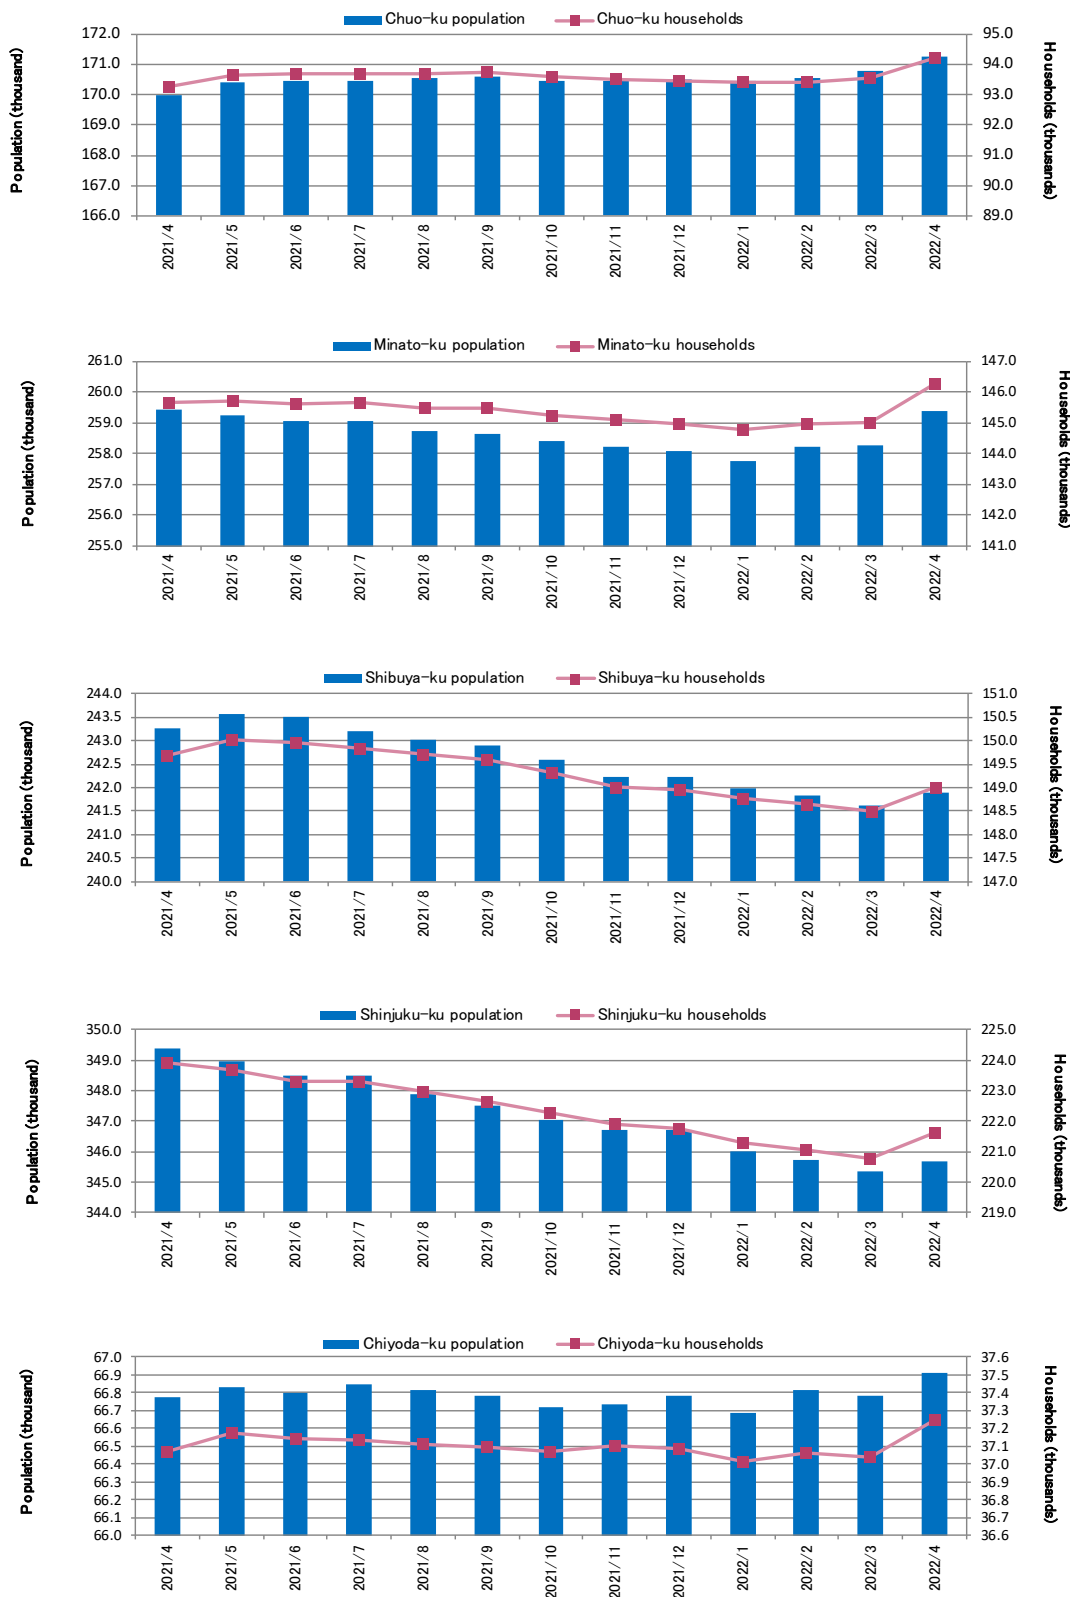 Chuo-ku population Chuo-ku households
Population (thousand)
Households (thousands)
172.0 95.0
171.0 94.0
170.0 93.0
169.0 92.0
168.0 91.0
167.0 90.0
166.0 89.0
2021/4 2021/5 2021/6 2021/7 2021/8 2021/9 2021/10 2021/11 2021/12 2022/1 2022/2 2022/3 2022/4
Minato-ku population Minato-ku households
Population (thousand)
Households (thousands)
261.0 147.0
260.0 146.0
259.0 145.0
258.0 144.0
257.0 143.0
256.0 142.0
255.0 141.0
2021/4 2021/5 2021/6 2021/7 2021/8 2021/9 2021/10 2021/11 2021/12 2022/1 2022/2 2022/3 2022/4
Shibuya-ku population Shibuya-ku households
Population (thousand)
Households (thousands)
244.0 151.0
243.5 150.5
243.0 150.0
242.5 149.5
242.0 149.0
241.5 148.5
241.0 148.0
240.5 147.5
240.0 147.0
2021/4 2021/5 2021/6 2021/7 2021/8 2021/9 2021/10 2021/11 2021/12 2022/1 2022/2 2022/3 2022/4
Shinjuku-ku population Shinjuku-ku households
Population (thousand)
Households (thousands)
350.0 225.0
349.0 224.0
348.0 223.0
347.0 222.0
346.0 221.0
345.0 220.0
344.0 219.0
2021/4 2021/5 2021/6 2021/7 2021/8 2021/9 2021/10 2021/11 2021/12 2022/1 2022/2 2022/3 2022/4
Chiyoda-ku population Chiyoda-ku households
Population (thousand)
Households (thousands)
67.0 37.6
66.9 37.5
66.8 37.4
66.7 37.3
66.6 37.2
66.5 37.1
66.4 37.0
66.3 36.9
66.2 36.8
66.1 36.7
66.0 36.6
2021/4 2021/5 2021/6 2021/7 2021/8 2021/9 2021/10 2021/11 2021/12 2022/1 2022/2 2022/3 2022/4